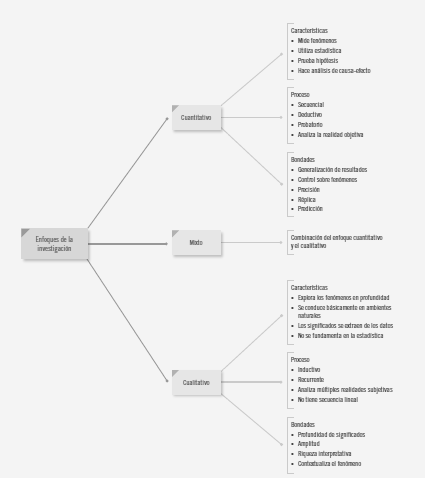 Enfoques de la
investigación
Cuantitativo
Características
• Mide fenómenos
• Utiliza estadística
• Prueba hipótesis
• Hace análisis de causa-efecto
Proceso
• Secuencial
• Deductivo
• Probatorio
• Analiza la realidad objetiva
Bondades
• Generalización de resultados
• Control sobre fenómenos
• Precisión
• Réplica
• Predicción
Mixto
Combinación del enfoque cuantitativo
y el cualitativo
Cualitativo
Características
• Explora los fenómenos en profundidad
• Se conduce básicamente en ambientes
naturales
• Los significados se extraen de los datos
• No se fundamenta en la estadística
Proceso
• Inductivo
• Recurrente
• Analiza múltiples realidades subjetivas
• No tiene secuencia lineal
Bondades
• Profundidad de significados
• Amplitud
• Riqueza interpretativa
• Contextualiza el fenómeno